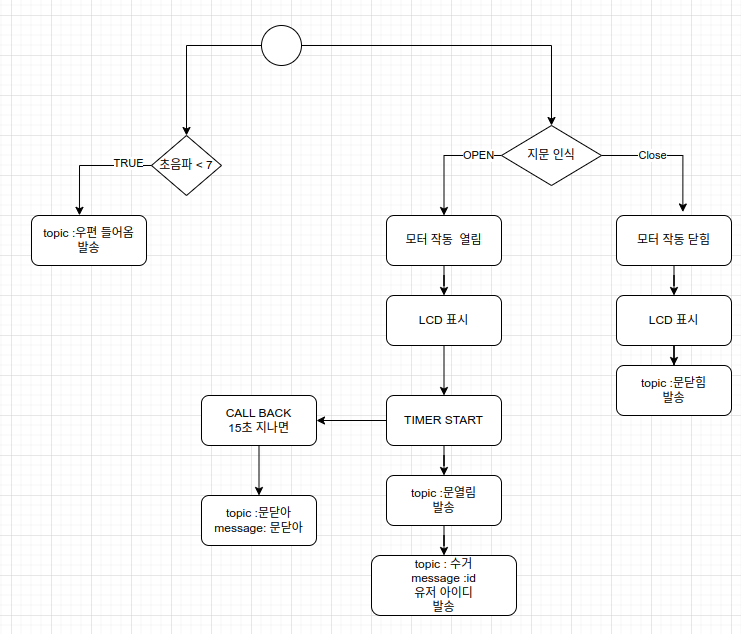 초음파 < 7
TRUE
topic :우편 들어옴
발송
지문 인식
OPEN
Close
모터 작동 열림
LCD 표시
TIMER START
CALL BACK
15초 지나면
topic :문닫아
message: 문닫아
topic :문열림
발송
topic : 수거
message :id
유저 아이디
발송
모터 작동 닫힘
LCD 표시
topic :문닫힘
발송